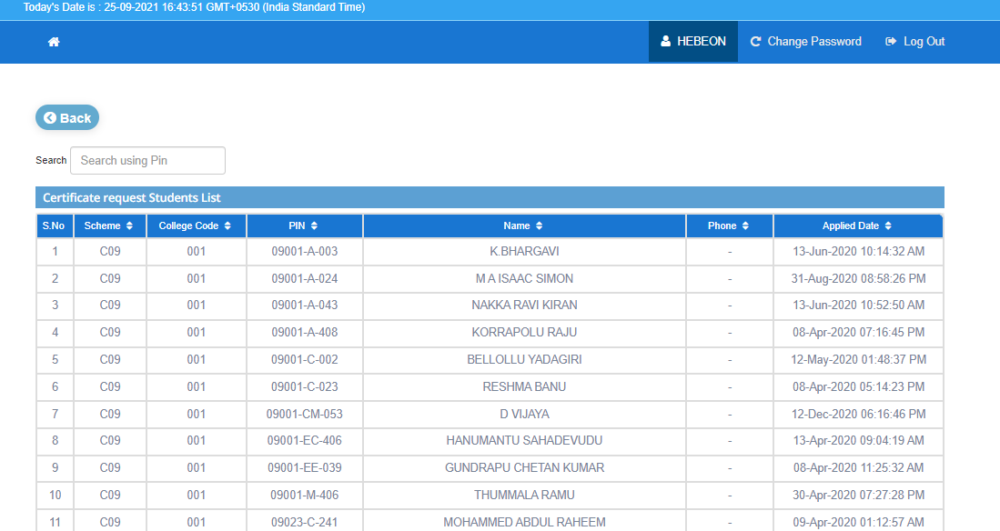 Today's Date is : 25-09-2021 16:43:51 GMT+0530 (India Standard Time)
HEBEON Change Password Log Out
Back
Search Search using Pin
Certificate request Students List
S.No Scheme College Code PIN Name Phone Applied Date
1 C09 001 09001-A-003 K.BHARGAVI - 13-Jun-2020 10:14:32 AM
2 C09 001 09001-A-024 M A ISAAC SIMON - 31-Aug-2020 08:58:26 PM
3 C09 001 09001-A-043 NAKKA RAVI KIRAN - 13-Jun-2020 10:52:50 AM
4 C09 001 09001-A-408 KORRAPOLU RAJU - 08-Apr-2020 07:16:45 PM
5 C09 001 09001-C-002 BELLOLLU YADAGIRI - 12-May-2020 01:48:37 PM
6 C09 001 09001-C-023 RESHMA BANU - 08-Apr-2020 05:14:23 PM
7 C09 001 09001-CM-053 D VIJAYA - 12-Dec-2020 06:16:46 PM
8 C09 001 09001-EC-406 HANUMANTU SAHADEVUDU - 13-Apr-2020 09:04:19 AM
9 C09 001 09001-EE-039 GUNDRAPU CHETAN KUMAR - 08-Apr-2020 11:25:32 AM
10 C09 001 09001-M-406 THUMMALA RAMU - 30-Apr-2020 07:27:28 PM
11 C09 001 09023-C-241 MOHAMMED ABDUL RAHEEM - 09-Apr-2020 01:12:57 AM